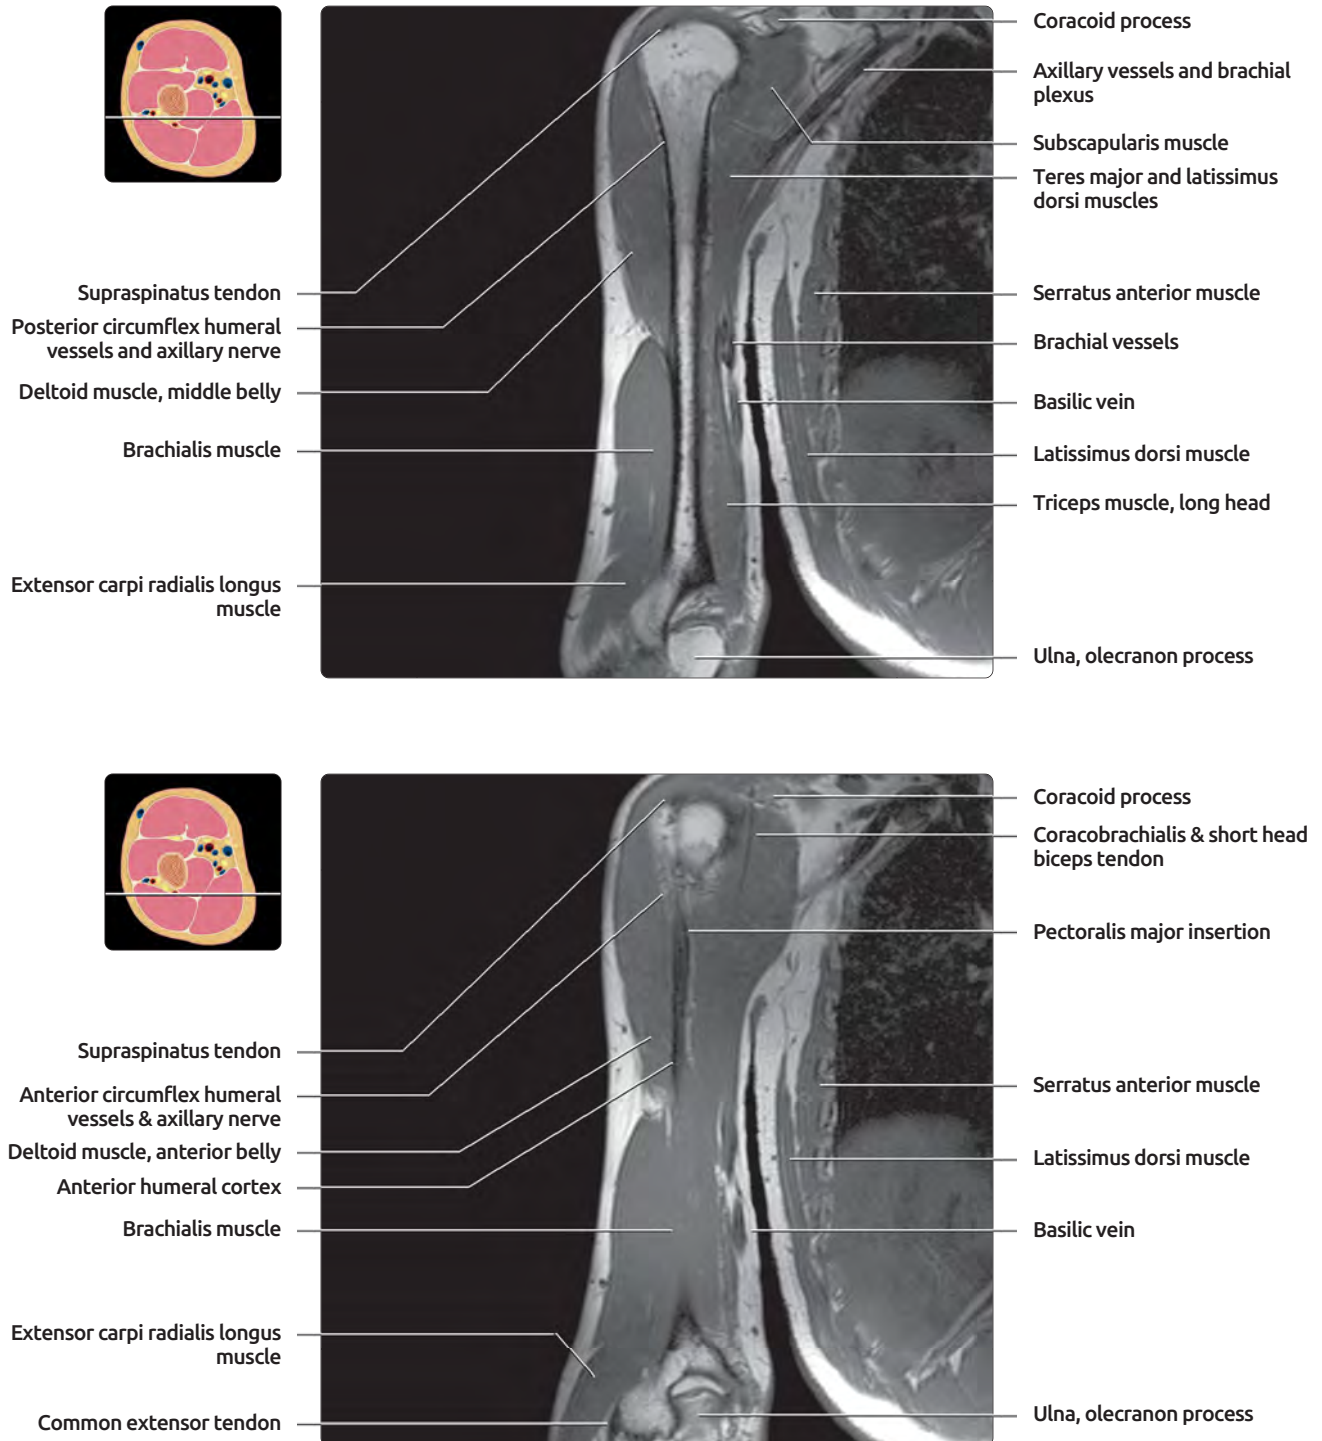 Coracoid process
Axillary vessels and brachial
plexus
Subscapularis muscle
Teres major and latissimus
dorsi muscles
Supraspinatus tendon
Posterior circumflex humeral
vessels and axillary nerve
Deltoid muscle, middle belly
Brachialis muscle
Extensor carpi radialis longus
muscle
Serratus anterior muscle
Brachial vessels
Basilic vein
Latissimus dorsi muscle
Triceps muscle, long head
Ulna, olecranon process
Coracoid process
Coracobrachialis & short head
biceps tendon
Pectoralis major insertion
Supraspinatus tendon
Anterior circumflex humeral
vessels & axillary nerve
Deltoid muscle, anterior belly
Anterior humeral cortex
Brachialis muscle
Extensor carpi radialis longus
muscle
Common extensor tendon
Serratus anterior muscle
Latissimus dorsi muscle
Basilic vein
Ulna, olecranon process